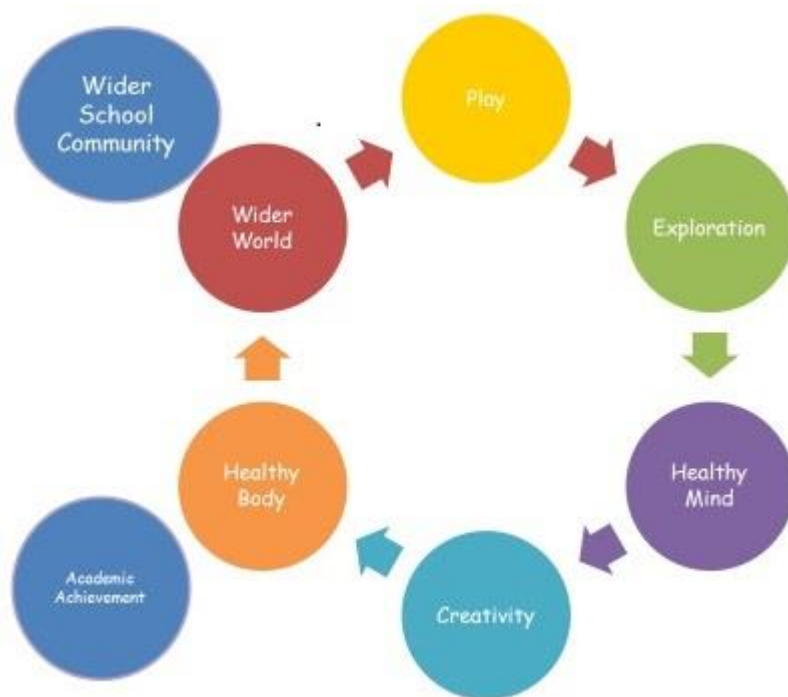 Wider
School
Community
Play
Wider
World
Exploration
Healthy
Body
Healthy
Mind
Academic
Achievement
Creativity